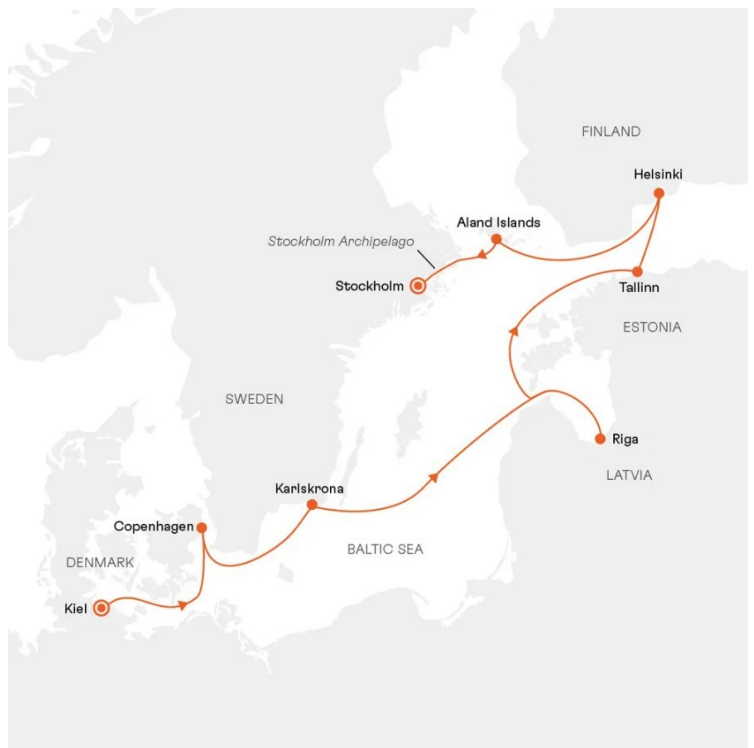 FINLAND
Helsinki
Aland Islands
Stockholm Archipelago
Stockholm
Tallinn
ESTONIA
SWEDEN
Riga
LATVIA
Karlskrona
Copenhagen
BALTIC SEA
DENMARK
Kiel